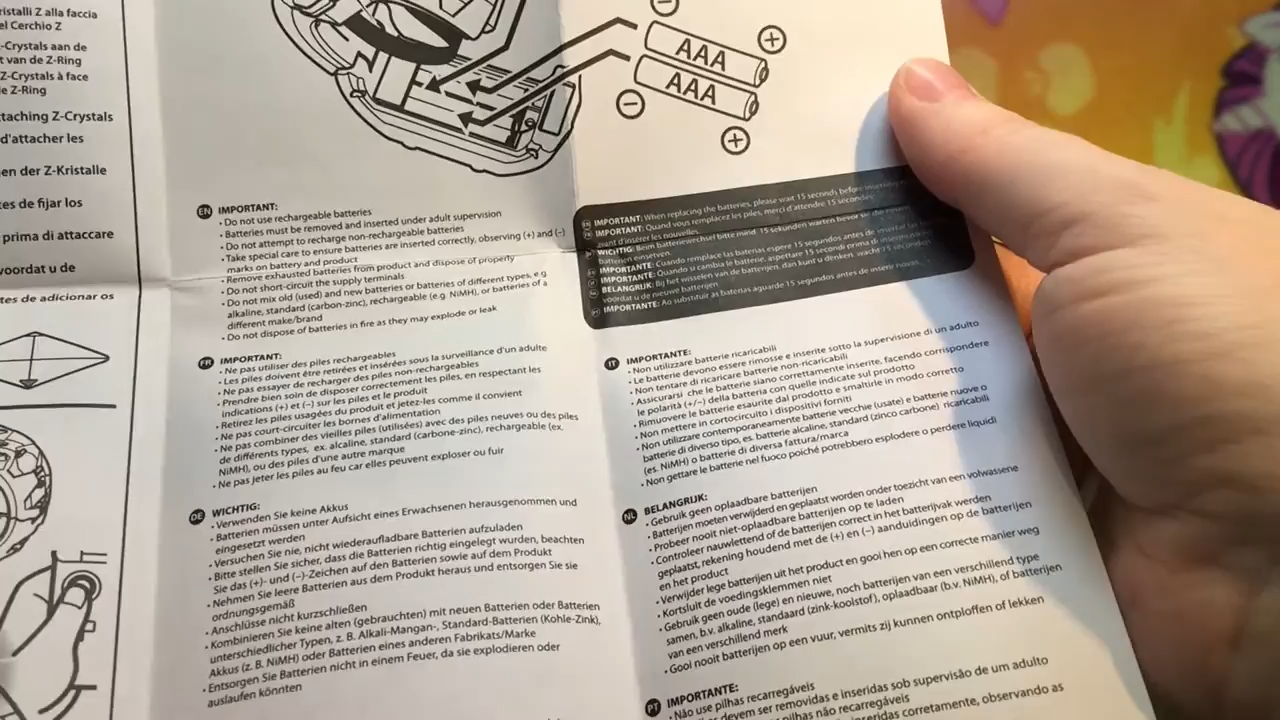 ristalli Z alla faccia
el Cerchio Z
-Crystals aan de
t van de Z-Ring
Z-Crystals à face
e Z-Ring
taching Z-Crystals
d'attacher les
en der Z-Kristalle
tes de fijar los
prima di attaccare
voordat u de
tes de adicionar os
AAA
AAA
EN IMPORTANT:
• Do not use rechargeable batteries
• Batteries must be removed and inserted under adult supervision
• Do not attempt to recharge non-rechargeable batteries
• Take special care to ensure batteries are inserted correctly, observing (+) and (–)
marks on battery and product
• Remove exhausted batteries from product and dispose of properly
• Do not short-circuit the supply terminals
• Do not mix old (used) and new batteries or batteries of different types, e.g
alkaline, standard (carbon-zinc), rechargeable (e.g. NiMH), or batteries of a
different make/brand
• Do not dispose of batteries in fire as they may explode or leak
FR IMPORTANT:
• Ne pas utiliser des piles rechargeables
• Les piles doivent être retirées et insérées sous la surveillance d'un adulte
• Ne pas essayer de recharger des piles non-rechargeables
• Prendre bien soin de disposer correctement les piles, en respectant les
indications (+) et (–) sur les piles et le produit
• Retirez les piles usagées du produit et jetez-les comme il convient
• Ne pas court-circuiter les bornes d'alimentation
• Ne pas combiner des vieilles piles (utilisées) avec des piles neuves ou des piles
de différents types, ex. alcaline, standard (carbone-zinc), rechargeable (ex.
NiMH), ou des piles d'une autre marque
• Ne pas jeter les piles au feu car elles peuvent exploser ou fuir
DE WICHTIG:
• Verwenden Sie keine Akkus
• Batterien müssen unter Aufsicht eines Erwachsenen herausgenommen und
eingesetzt werden
• Versuchen Sie nie, nicht wiederaufladbare Batterien aufzuladen
• Bitte stellen Sie sicher, dass die Batterien richtig eingelegt wurden, beachten
Sie das (+)- und (–)-Zeichen auf den Batterien sowie auf dem Produkt
• Nehmen Sie leere Batterien aus dem Produkt heraus und entsorgen Sie sie
ordnungsgemäß
• Anschlüsse nicht kurzschließen
• Kombinieren Sie keine alten (gebrauchten) mit neuen Batterien oder Batterien
unterschiedlicher Typen, z. B. Alkali-Mangan-, Standard-Batterien (Kohle-Zink),
Akkus (z. B. NiMH) oder Batterien eines anderen Fabrikats/Marke
• Entsorgen Sie Batterien nicht in einem Feuer, da sie explodieren oder
auslaufen könnten
IMPORTANT: When replacing the batteries, please wait 15 seconds before inserting
IMPORTANT: Quand vous remplacez les piles, merci d'attendre 15 secondes
avant d'insérer les nouvelles.
WICHTIG: Beim batteriewechsel bitte mind. 15 sekunden warten bevor sie die neuen
batterien einsetzen.
IMPORTANTE: Cuando remplace las baterias espere 15 segundos antes de insertar
IMPORTANTE: Quando si cambia le batterie, aspettare 15 secondi prima di inserire
BELANGRIJK: Bij het wisselen van de batterijen, dan kunt u denken, wacht 15 seconden
voordat u de nieuwe batterijen
PT IMPORTANTE: Ao substituir as baterias aguarde 15 segundos antes de inserir novas
IT IMPORTANTE:
• Non utilizzare batterie ricaricabili
• Le batterie devono essere rimosse e inserite sotto la supervisione di un adulto
• Non tentare di ricaricare batterie non-ricaricabili
• Assicurarsi che le batterie siano correttamente inserite, facendo corrispondere
le polarità (+/–) della batteria con quelle indicate sul prodotto
• Rimuovere le batterie esaurite dal prodotto e smaltirle in modo corretto
• Non mettere in cortocircuito i dispositivi forniti
• Non utilizzare contemporaneamente batterie vecchie (usate) e batterie nuove o
batterie di diverso tipo, es. batterie alcaline, standard (zinco carbone) ricaricabili
(es. NiMH) o batterie di diversa fattura/marca
• Non gettare le batterie nel fuoco poiché potrebbero esplodere o perdere liquidi
NL BELANGRIJK:
• Gebruik geen oplaadbare batterijen
• Batterijen moeten verwijderd en geplaatst worden onder toezicht van een volwassene
• Probeer nooit niet-oplaadbare batterijen op te laden
• Controleer nauwlettend of de batterijen correct in het batterijvak werden
geplaatst, rekening houdend met de (+) en (–) aanduidingen op de batterijen
en het product
• Verwijder lege batterijen uit het product en gooi hen op een correcte manier weg
• Kortsluit de voedingsklemmen niet
• Gebruik geen oude (lege) en nieuwe, noch batterijen van een verschillend type
samen, b.v. alkaline, standaard (zink-koolstof), oplaadbaar (b.v. NiMH), of batterijen
van een verschillend merk
• Gooi nooit batterijen op een vuur, vermits zij kunnen ontploffen of lekken
PT IMPORTANTE:
• Não use pilhas recarregáveis
devem ser removidas e inseridas sob supervisão de um adulto
pilhas não recarregáveis
inseridas corretamente, observando as